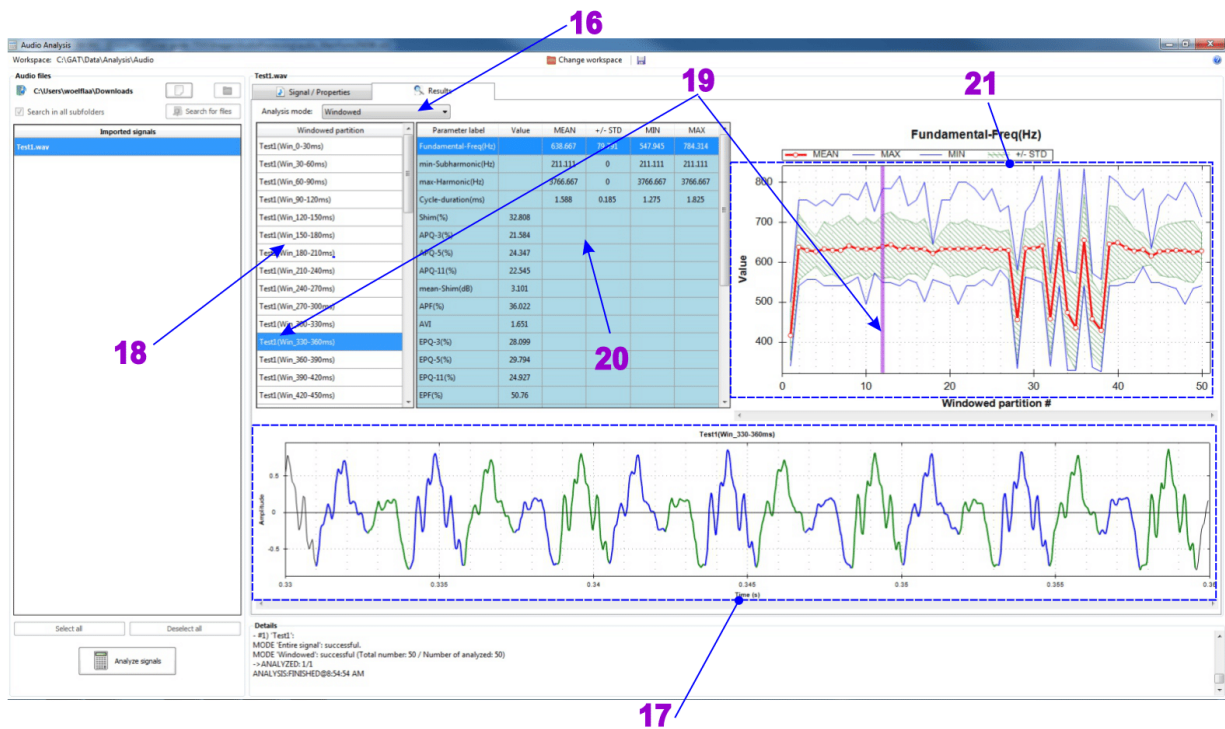 16
Audio Analysis
Workspace: C:\GAT\Data\Analysis\Audio
Change workspace
Audio files
C:\Users\woelflaa\Downloads
Search in all subfolders
Search for files
Imported signals
Test1.wav
Select all
Deselect all
Analyze signals
Test1.wav
Signal / Properties
Results
19
21
Analysis mode: Windowed
Windowed partition
Test1(Win_0-30ms)
Test1(Win_30-60ms)
Test1(Win_60-90ms)
Test1(Win_90-120ms)
Test1(Win_120-150ms)
Test1(Win_150-180ms)
Test1(Win_180-210ms)
Test1(Win_210-240ms)
Test1(Win_240-270ms)
Test1(Win_270-300ms)
Test1(Win_300-330ms)
Test1(Win_330-360ms)
Test1(Win_360-390ms)
Test1(Win_390-420ms)
Test1(Win_420-450ms)
18
Parameter label Value MEAN +/- STD MIN MAX
Fundamental-Freq(Hz) 638.667 547.945 784.314
min-Subharmonic(Hz) 211.111 0 211.111 211.111
max-Harmonic(Hz) 3766.667 0 3766.667 3766.667
Cycle-duration(ms) 1.588 0.185 1.275 1.825
Shim(%) 32.808
APQ-3(%) 21.584
APQ-5(%) 24.347
APQ-11(%) 22.545
mean-Shim(dB) 3.101
APF(%) 36.022
AVI 1.651
EPQ-3(%) 28.099
EPQ-5(%) 29.794
EPQ-11(%) 24.927
EPF(%) 50.76
20
Fundamental-Freq(Hz)
MEAN MAX MIN +/- STD
Value
800
700
600
500
400
0 10 20 30 40 50
Windowed partition #
Test1(Win_330-360ms)
Amplitude
0.5
0
-0.5
0.33 0.335 0.34 0.345 0.35 0.355 0.36
Time (s)
Details
- #1) 'Test1':
MODE 'Entire signal': successful.
MODE 'Windowed': successful (Total number: 50 / Number of analyzed: 50)
->ANALYZED: 1/1
ANALYSIS:FINISHED@8:54:54 AM
17